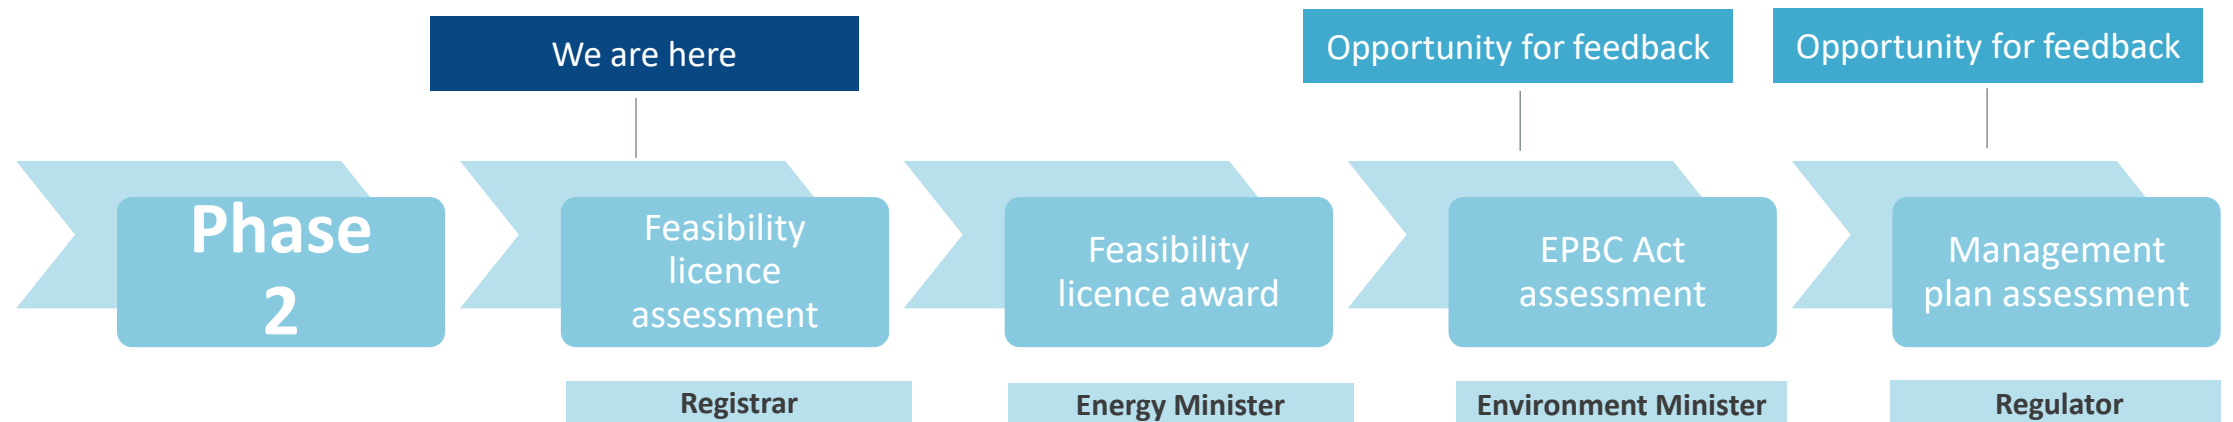 We are here
Opportunity for feedback
Opportunity for feedback
Phase
2
Feasibility
licence
assessment
Feasibility
licence award
EPBC Act
assessment
Management
plan assessment
Registrar
Energy Minister
Environment Minister
Regulator